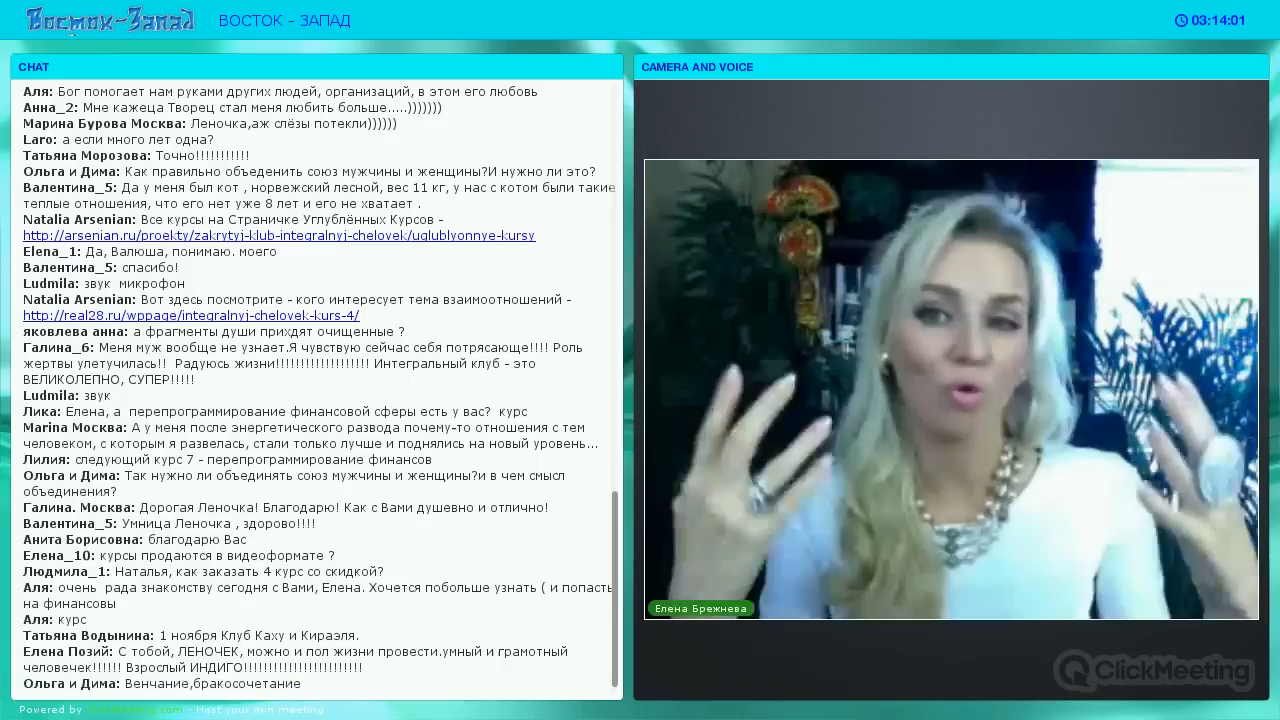 Восток-Запад
ВОСТОК - ЗАПАД
03:14:01
CHAT
Аля: Бог помогает нам руками других людей, организаций, в этом его любовь
Анна_2: Мне кажеца Творец стал меня любить больше.....)))))))
Марина Бурова Москва: Леночка,аж слёзы потекли))))))
Laro: а если много лет одна?
Татьяна Морозова: Точно!!!!!!!!!!!
Ольга и Дима: Как правильно объеденить союз мужчины и женщины?И нужно ли это?
Валентина_5: Да у меня был кот , норвежский лесной, вес 11 кг, у нас с котом были такие
теплые отношения, что его нет уже 8 лет и его не хватает .
Natalia Arsenian: Все курсы на Страничке Углублённых Курсов -
http://arsenian.ru/proekty/zakrytyj-klub-integralnyj-chelovek/uglublyonnye-kursy
Elena_1: Да, Валюша, понимаю. моего
Валентина_5: спасибо!
Ludmila: звук  микрофон
Natalia Arsenian: Вот здесь посмотрите - кого интересует тема взаимоотношений -
http://real28.ru/wppage/integralnyj-chelovek-kurs-4/
яковлева анна: а фрагменты души прихдят очищенные ?
Галина_6: Меня муж вообще не узнает.Я чувствую сейчас себя потрясающе!!!! Роль
жертвы улетучилась!!  Радуюсь жизни!!!!!!!!!!!!!!!!!!! Интегральный клуб - это
ВЕЛИКОЛЕПНО, СУПЕР!!!!!
Ludmila: звук
Лика: Елена, а  перепрограммирование финансовой сферы есть у вас?  курс
Marina Москва: А у меня после энергетического развода почему-то отношения с тем
человеком, с которым я развелась, стали только лучше и поднялись на новый уровень...
Лилия: следующий курс 7 - перепрограммирование финансов
Ольга и Дима: Так нужно ли объединять союз мужчины и женщины?и в чем смысл
объединения?
Галина. Москва: Дорогая Леночка! Благодарю! Как с Вами душевно и отлично!
Валентина_5: Умница Леночка , здорово!!!!
Анита Борисовна: благодарю Вас
Елена_10: курсы продаются в видеоформате ?
Людмила_1: Наталья, как заказать 4 курс со скидкой?
Аля: очень  рада знакомству сегодня с Вами, Елена. Хочется побольше узнать ( и попасть
на финансовы
Аля: курс
Татьяна Водынина: 1 ноября Клуб Каху и Кираэля.
Елена Позий: С тобой, ЛЕНОЧЕК, можно и пол жизни провести.умный и грамотный
человечек!!!!!! Взрослый ИНДИГО!!!!!!!!!!!!!!!!!!!!!!!!
Ольга и Дима: Венчание,бракосочетание
CAMERA AND VOICE
Елена Брежнева
ClickMeeting
Powered by ClickMeeting.com - Host your own meeting